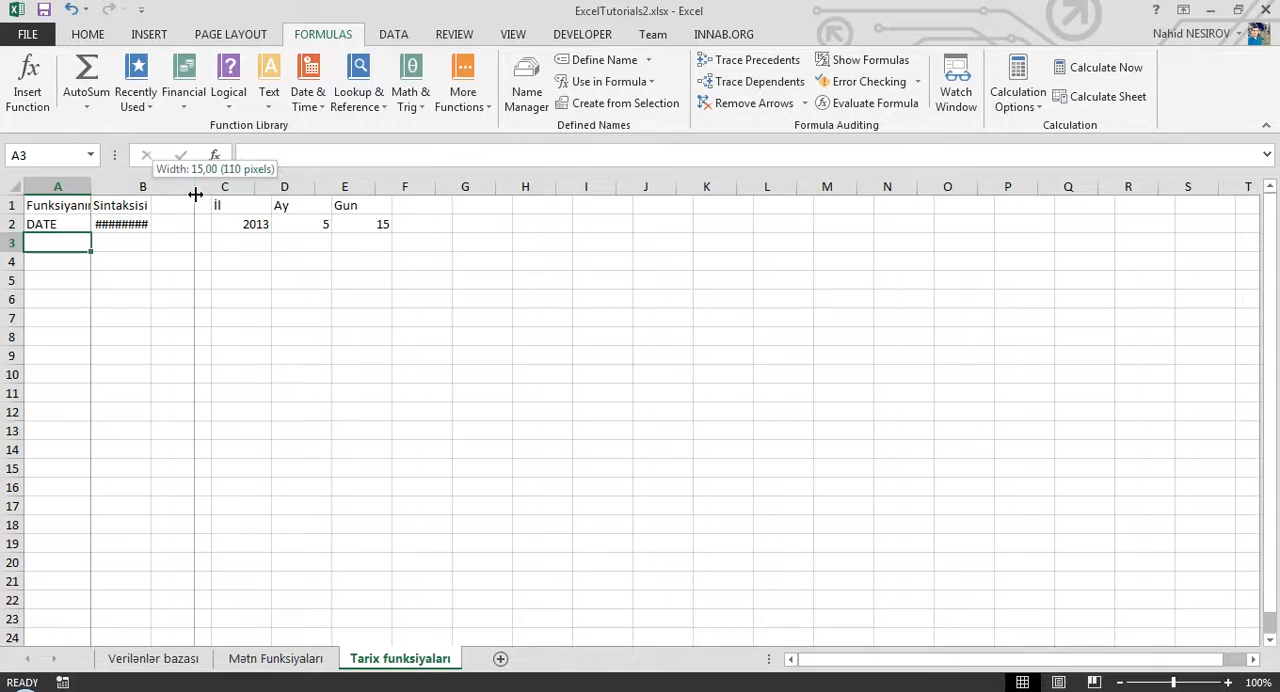 ExcelTutorials2.xlsx - Excel
?
FILE HOME INSERT PAGE LAYOUT FORMULAS DATA REVIEW VIEW DEVELOPER Team INNAB.ORG Nahid NESIROV
Insert Function
AutoSum
Recently Used
Financial
Logical
Text
Date & Time
Lookup & Reference
Math & Trig
More Functions
Function Library
Name Manager
Define Name
Use in Formula
Create from Selection
Defined Names
Trace Precedents
Trace Dependents
Remove Arrows
Show Formulas
Error Checking
Evaluate Formula
Formula Auditing
Watch Window
Calculation Options
Calculate Now
Calculate Sheet
Calculation
A3 fx
Width: 15,00 (110 pixels)
A B C D E F G H I J K L M N O P Q R S T
1 Funksiyanın Sintaksisi İl Ay Gun
2 DATE ######## 2013 5 15
3
4
5
6
7
8
9
10
11
12
13
14
15
16
17
18
19
20
21
22
23
24
Verilənlər bazası Mətn Funksiyaları Tarix funksiyaları
READY 100%